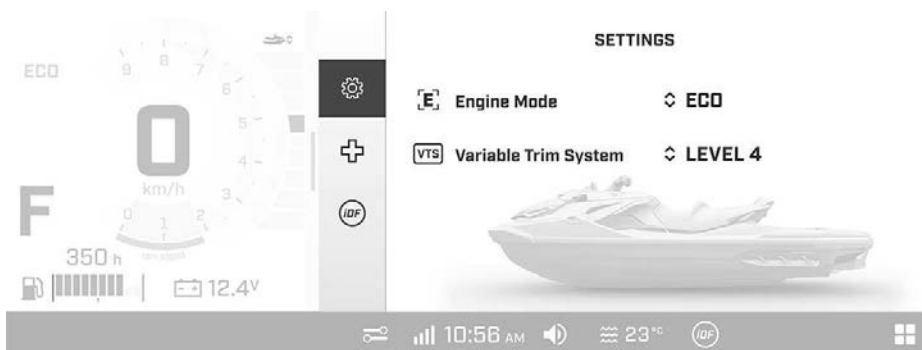 SETTINGS
ECO
9 8 7
6
5
4
3
0 1 2
0
km/h
F
350 h
12.4V
iDF
[E] Engine Mode ECO
VTS Variable Trim System LEVEL 4
10:56 AM 23°C iDF